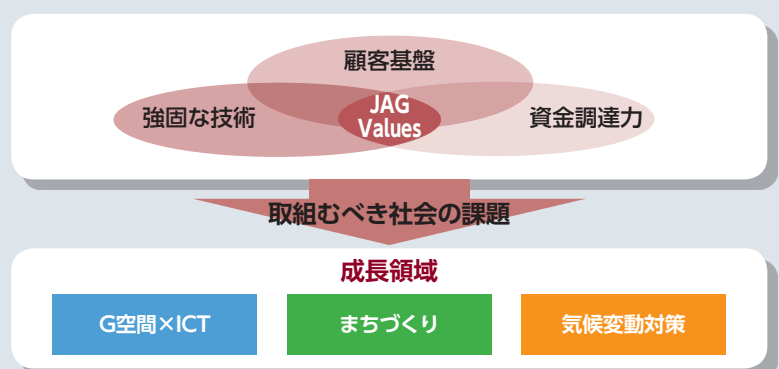 顧客基盤
強固な技術
JAG
Values
資金調達力
取組むべき社会の課題
成長領域
G空間×ICT
まちづくり
気候変動対策